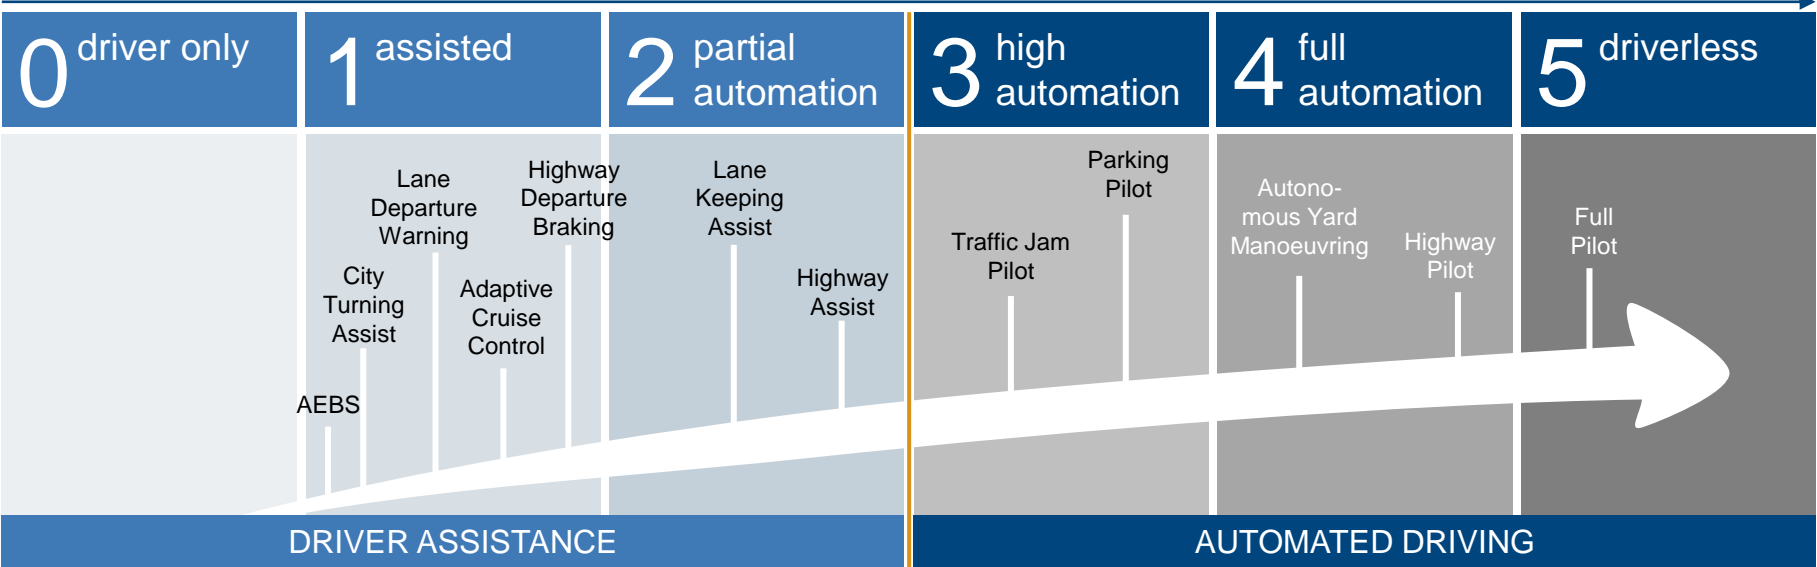 0 driver only
1 assisted
2 partial
automation
3 high
automation
4 full
automation
5 driverless
AEBS
City
Turning
Assist
Lane
Departure
Warning
Adaptive
Cruise
Control
Highway
Departure
Braking
Lane
Keeping
Assist
Highway
Assist
Traffic Jam
Pilot
Parking
Pilot
Autono-
mous Yard
Manoeuvring
Highway
Pilot
Full
Pilot
DRIVER ASSISTANCE
AUTOMATED DRIVING